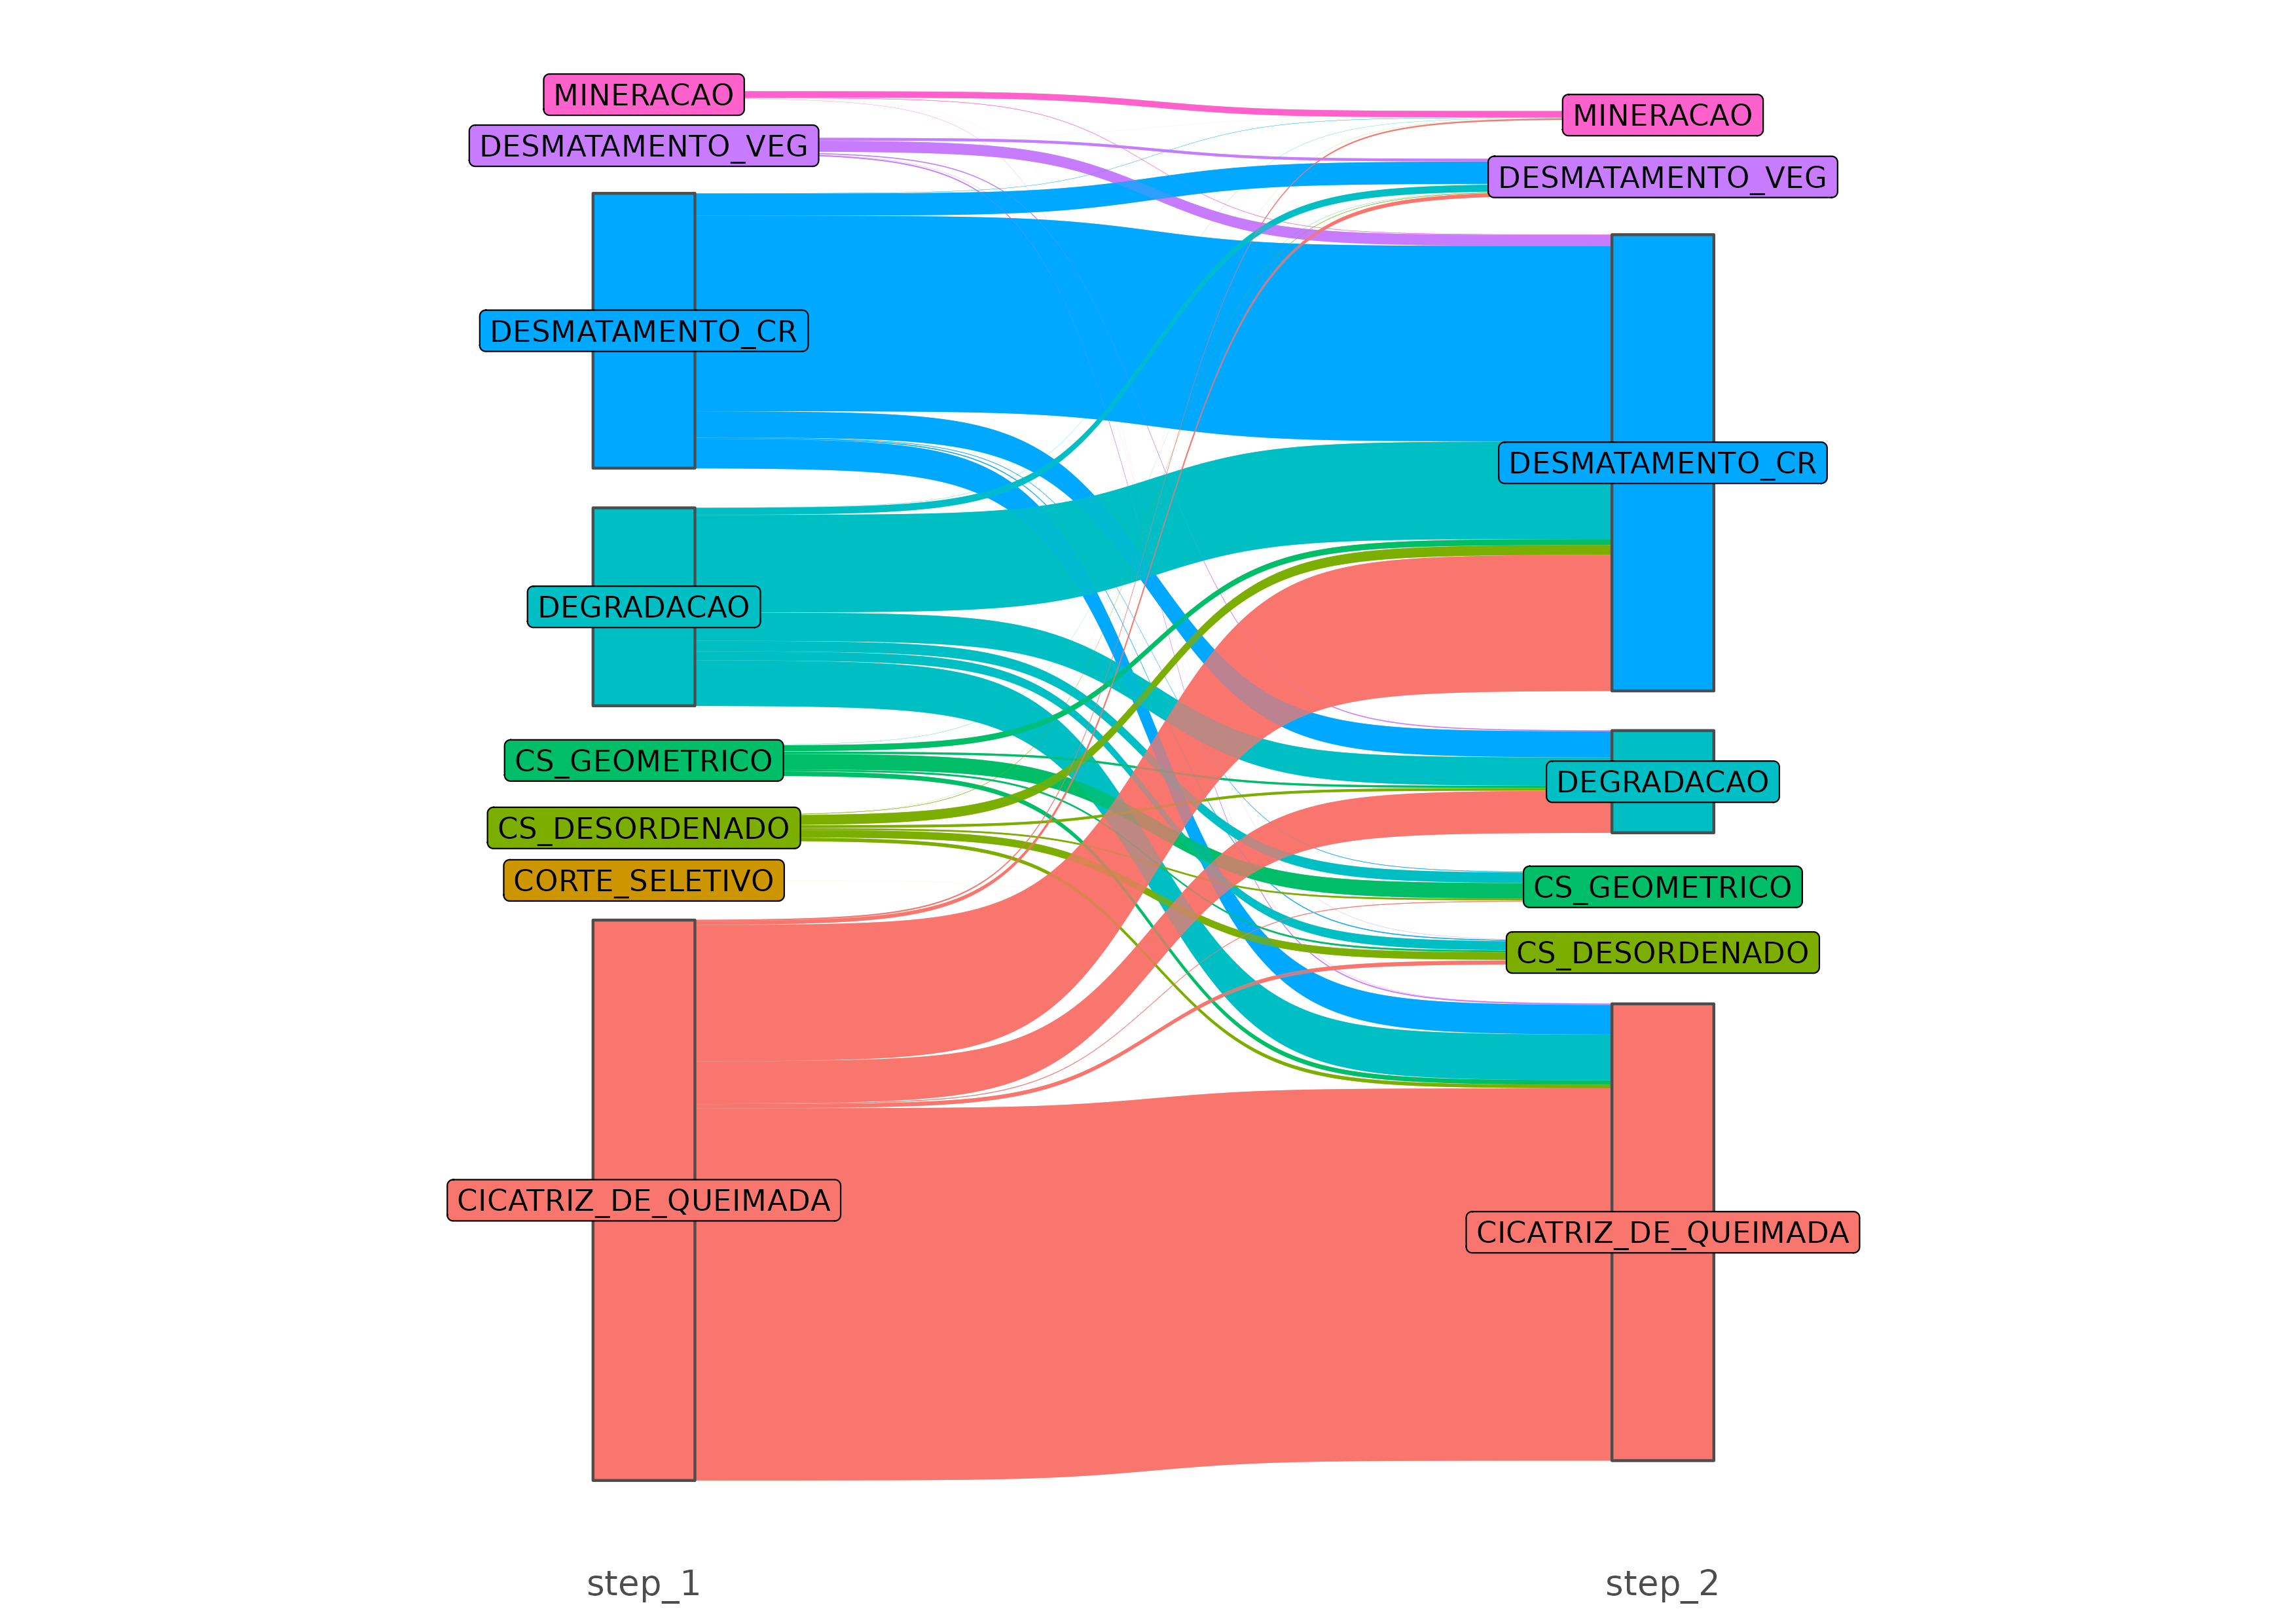 MINERACAO
DESMATAMENTO_VEG
DESMATAMENTO_CR
DEGRADACAO
CS_GEOMETRICO
CS_DESORDENADO
CORTE_SELETIVO
CICATRIZ_DE_QUEIMADA
step_1
MINERACAO
DESMATAMENTO_VEG
DESMATAMENTO_CR
DEGRADACAO
CS_GEOMETRICO
CS_DESORDENADO
CICATRIZ_DE_QUEIMADA
step_2